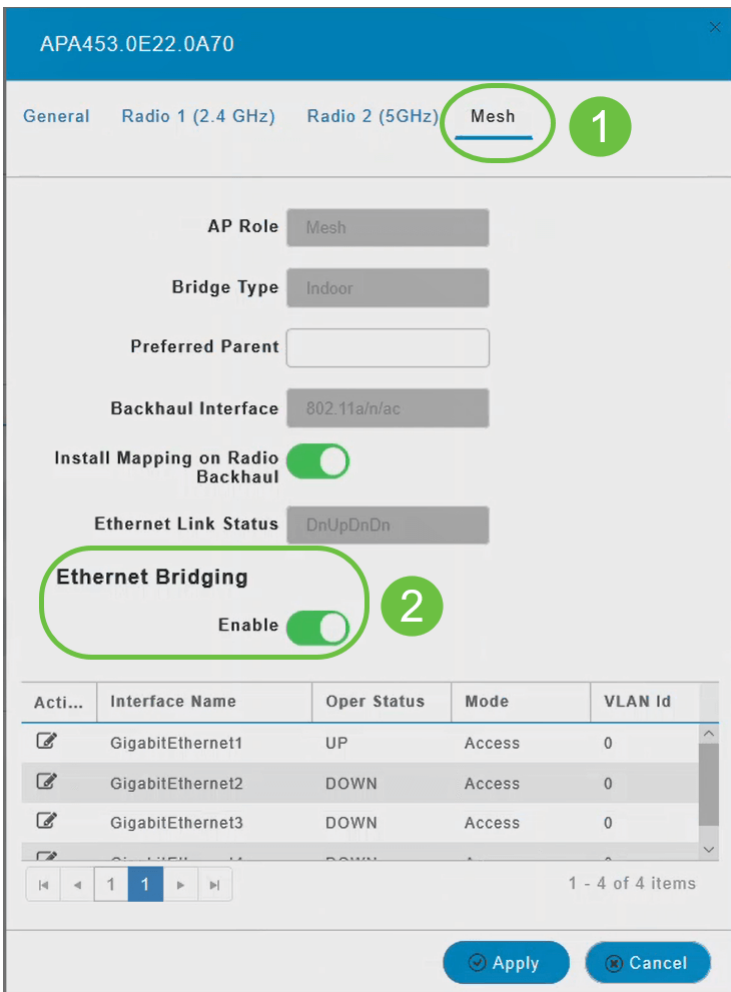 APA453.0E22.0A70
General Radio 1 (2.4 GHz) Radio 2 (5GHz) Mesh 1
AP Role Mesh
Bridge Type Indoor
Preferred Parent
Backhaul Interface 802.11a/n/ac
Install Mapping on Radio
Backhaul
Ethernet Link Status DnUpDnDn
Ethernet Bridging
2
Enable
Acti... Interface Name Oper Status Mode VLAN Id
GigabitEthernet1 UP Access 0
GigabitEthernet2 DOWN Access 0
GigabitEthernet3 DOWN Access 0
1 1 1 - 4 of 4 items
Apply Cancel